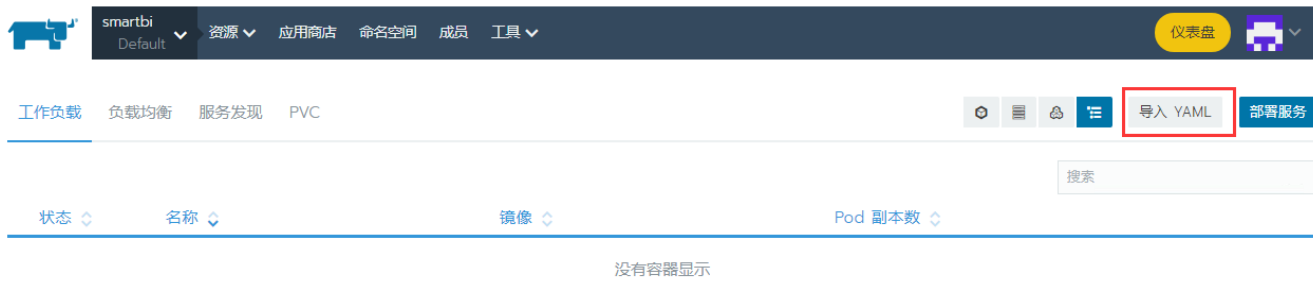 smartbi
Default
资源 应用商店 命名空间 成员 工具 仪表盘
工作负载 负载均衡 服务发现 PVC 导入 YAML 部署服务
搜索
状态 名称 镜像 Pod 副本数
没有容器显示